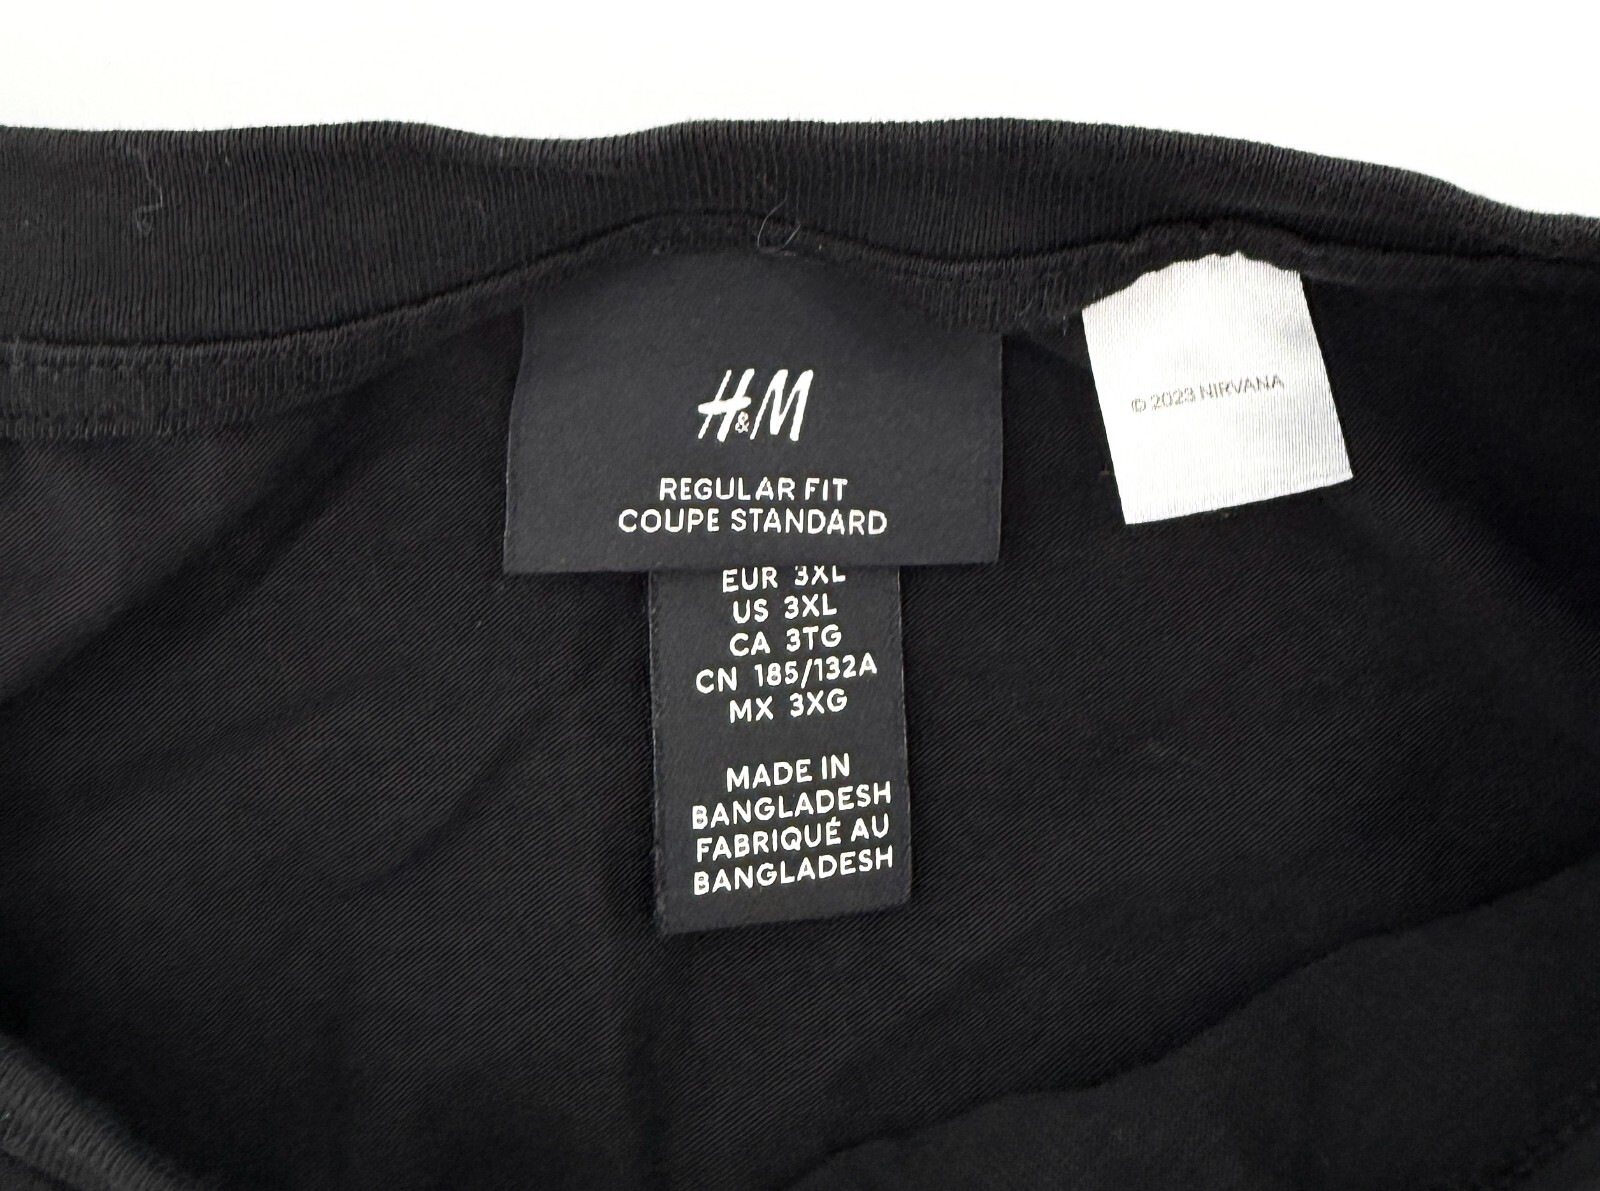 H&M
REGULAR FIT
COUPE STANDARD
EUR 3XL
US 3XL
CA 3TG
CN 185/132A
MX 3XG
MADE IN
BANGLADESH
FABRIQUÉ AU
BANGLADESH
© 2023 NIRVANA